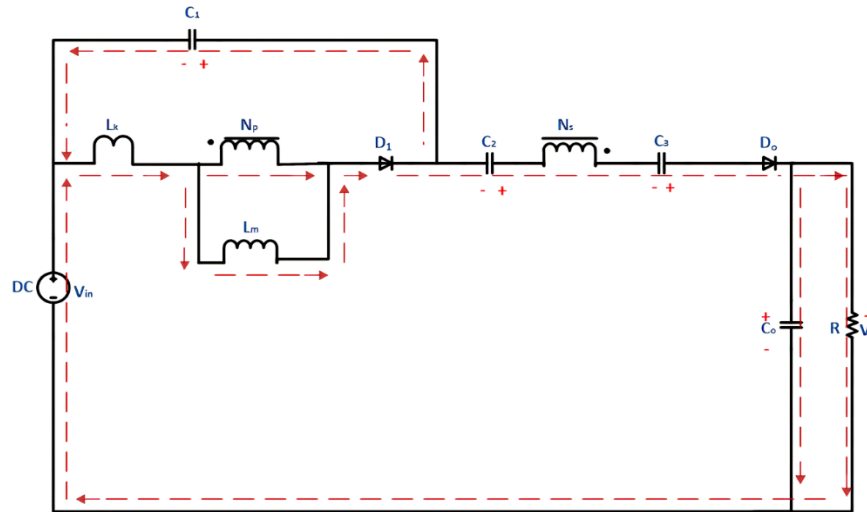 C₁
- +
Lₖ
Nₚ
D₁
C₂
Nₛ
C₃
Dₒ
- +
- +
Lₘ
DC
+
-
Vᵢₙ
+
Cₒ
-
R
V